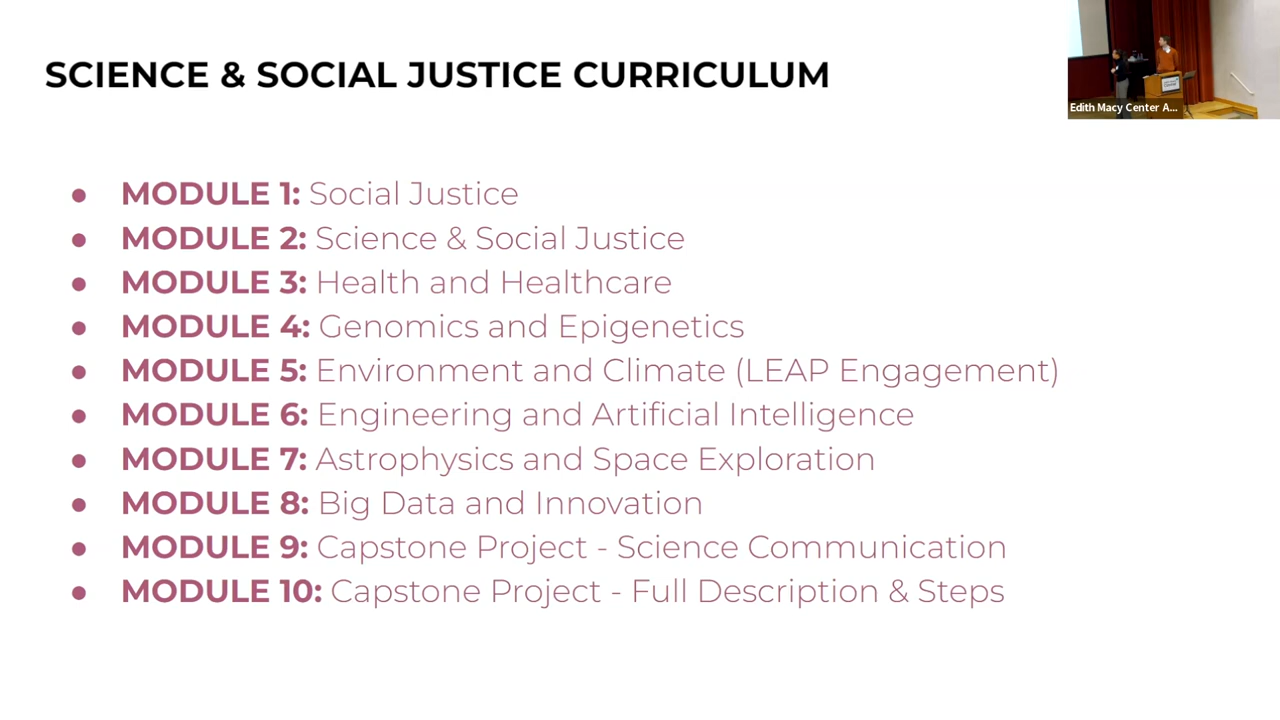 SCIENCE & SOCIAL JUSTICE CURRICULUM
Edith Macy Center A...
● MODULE 1: Social Justice
● MODULE 2: Science & Social Justice
● MODULE 3: Health and Healthcare
● MODULE 4: Genomics and Epigenetics
● MODULE 5: Environment and Climate (LEAP Engagement)
● MODULE 6: Engineering and Artificial Intelligence
● MODULE 7: Astrophysics and Space Exploration
● MODULE 8: Big Data and Innovation
● MODULE 9: Capstone Project - Science Communication
● MODULE 10: Capstone Project - Full Description & Steps